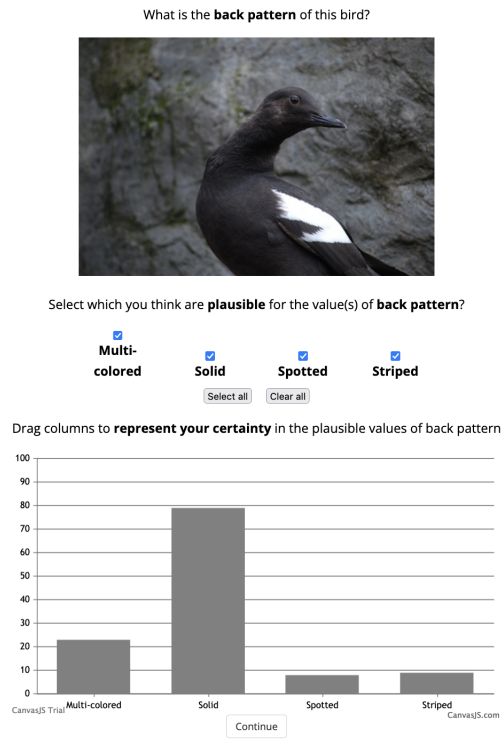 What is the back pattern of this bird?
Select which you think are plausible for the value(s) of back pattern?
Multi-
colored Solid Spotted Striped
Select all Clear all
Drag columns to represent your certainty in the plausible values of back pattern
100
90
80
70
60
50
40
30
20
10
0
Multi-colored Solid Spotted Striped
CanvasJS Trial CanvasJS.com
Continue